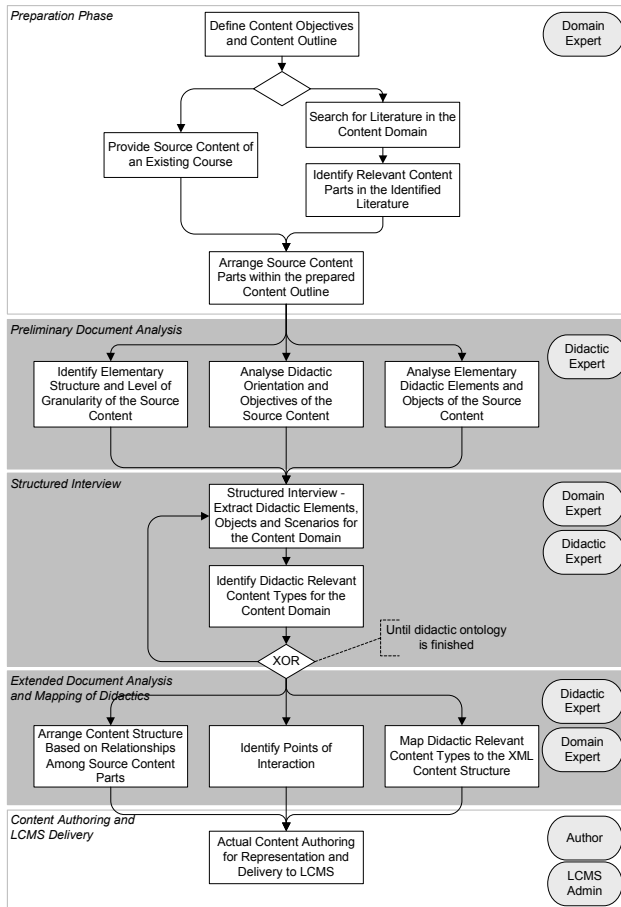 Preparation Phase
Define Content Objectives
and Content Outline
Domain
Expert
Search for Literature in the
Content Domain
Provide Source Content of
an Existing Course
Identify Relevant Content
Parts in the Identified
Literature
Arrange Source Content
Parts within the prepared
Content Outline
Preliminary Document Analysis
Didactic
Expert
Identify Elementary
Structure and Level of
Granularity of the Source
Content
Analyse Didactic
Orientation and
Objectives of the
Source Content
Analyse Elementary
Didactic Elements and
Objects of the Source
Content
Structured Interview
Structured Interview -
Extract Didactic Elements,
Objects and Scenarios for
the Content Domain
Domain
Expert
Didactic
Expert
Identify Didactic Relevant
Content Types for the
Content Domain
Until didactic ontology
is finished
XOR
Extended Document Analysis
and Mapping of Didactics
Didactic
Expert
Domain
Expert
Arrange Content Structure
Based on Relationships
Among Source Content
Parts
Identify Points of
Interaction
Map Didactic Relevant
Content Types to the XML
Content Structure
Content Authoring and
LCMS Delivery
Actual Content Authoring
for Representation and
Delivery to LCMS
Author
LCMS
Admin